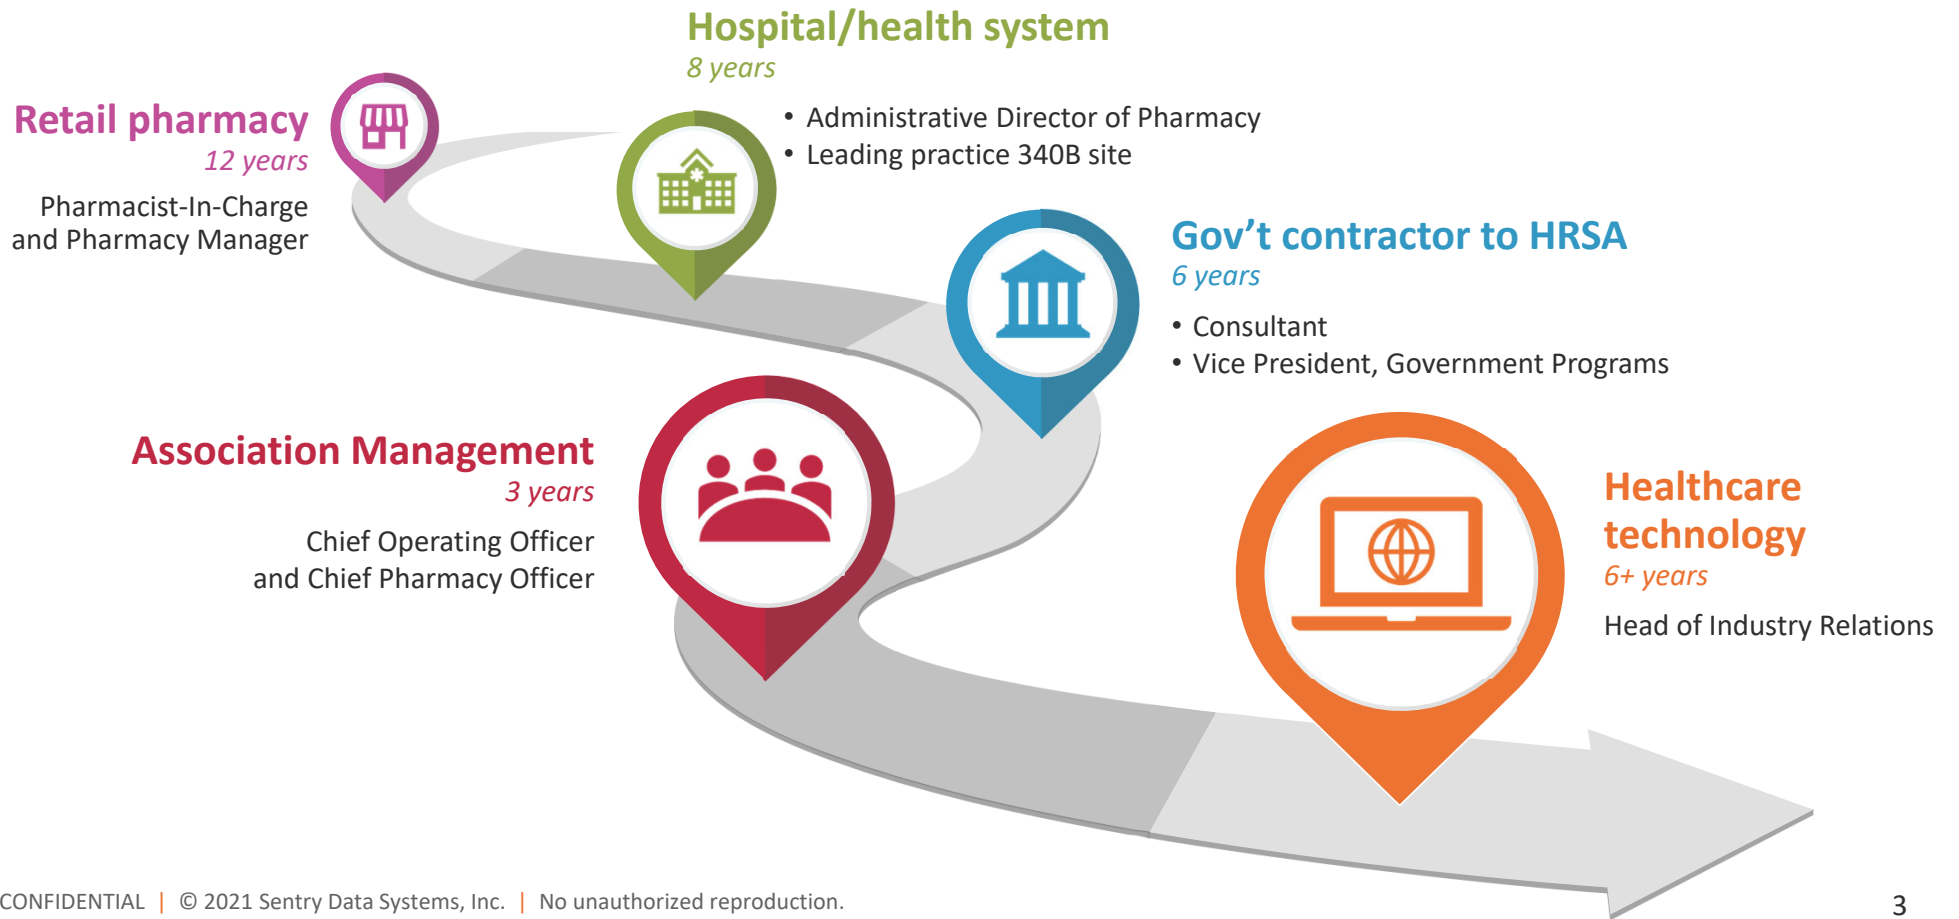 Hospital/health system
8 years
• Administrative Director of Pharmacy
• Leading practice 340B site
Retail pharmacy
12 years
Pharmacist-In-Charge
and Pharmacy Manager
Gov't contractor to HRSA
6 years
• Consultant
• Vice President, Government Programs
Association Management
3 years
Chief Operating Officer
and Chief Pharmacy Officer
Healthcare
technology
6+ years
Head of Industry Relations
CONFIDENTIAL | © 2021 Sentry Data Systems, Inc. | No unauthorized reproduction.
3